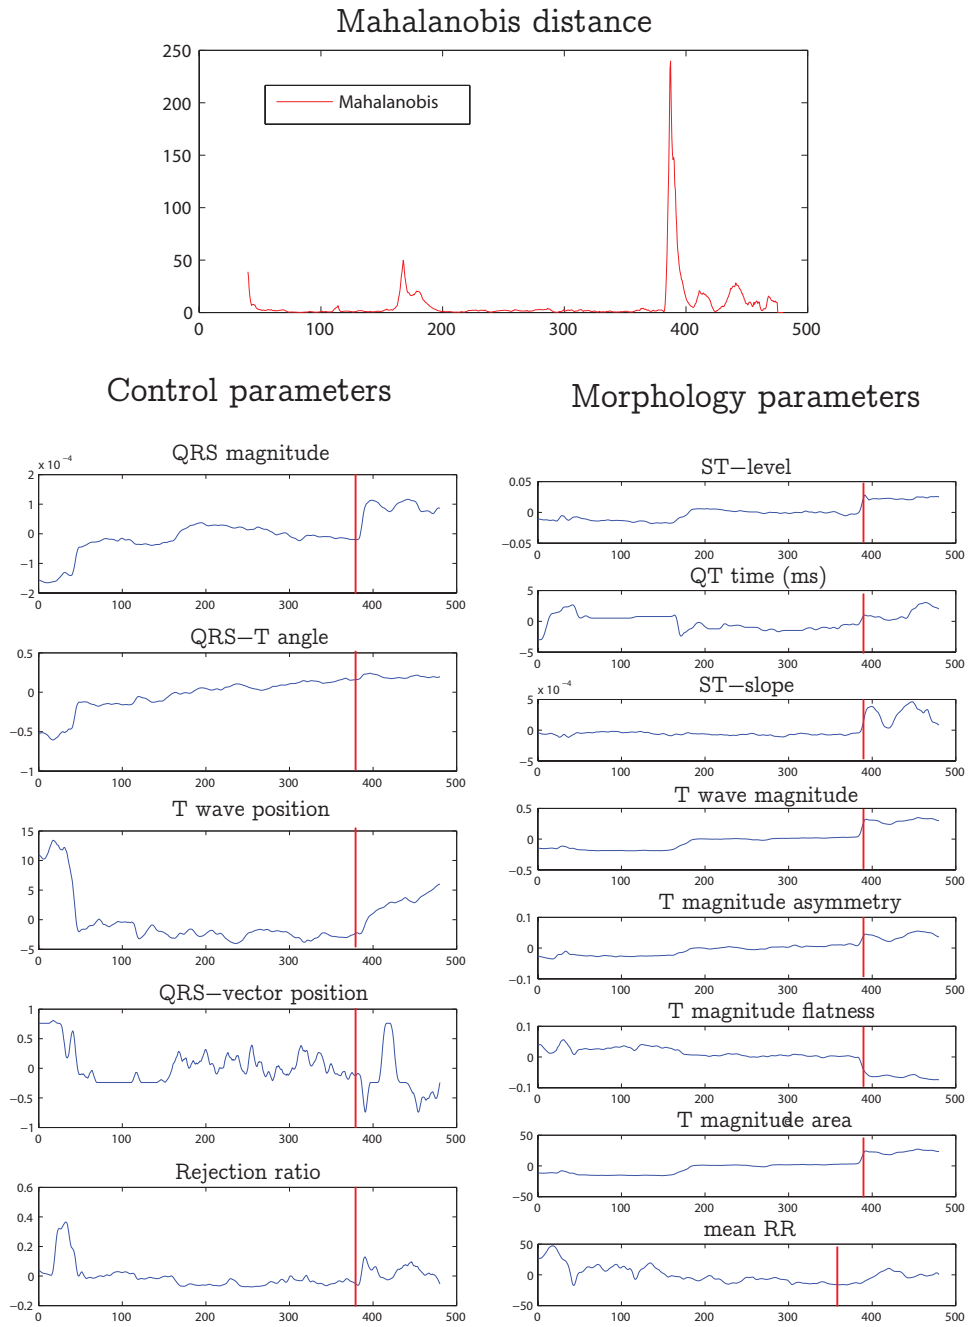 Mahalanobis distance
250
200
150
100
50
0
Mahalanobis
0 100 200 300 400 500
Control parameters
QRS magnitude
x 10 −4
2
1
0
−1
−2
0 100 200 300 400 500
QRS−T angle
0.5
0
−0.5
−1
0 100 200 300 400 500
T wave position
15
10
5
0
−5
0 100 200 300 400 500
QRS−vector position
1
0.5
0
−0.5
−1
0 100 200 300 400 500
Rejection ratio
0.6
0.4
0.2
0
−0.2
0 100 200 300 400 500
Morphology parameters
ST−level
0.05
0
−0.05
0 100 200 300 400 500
QT time (ms)
5
0
−5
0 100 200 300 400 500
ST−slope
x 10 −4
5
0
−5
0 100 200 300 400 500
T wave magnitude
0.5
0
−0.5
0 100 200 300 400 500
T magnitude asymmetry
0.1
0
−0.1
0 100 200 300 400 500
T magnitude flatness
0.1
0
−0.1
0 100 200 300 400 500
T magnitude area
50
0
−50
0 100 200 300 400 500
mean RR
50
0
−50
0 100 200 300 400 500